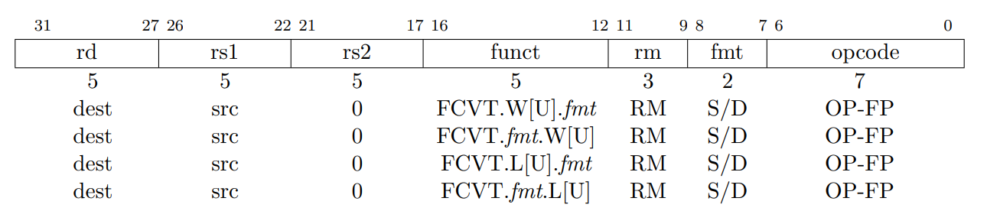 31 27 26 22 21 17 16 12 11 9 8 7 6 0
rd rs1 rs2 funct rm fmt opcode
5 5 5 5 3 2 7
dest src 0 FCVT.W[U].fmt RM S/D OP-FP
dest src 0 FCVT.fmt.W[U] RM S/D OP-FP
dest src 0 FCVT.L[U].fmt RM S/D OP-FP
dest src 0 FCVT.fmt.L[U] RM S/D OP-FP